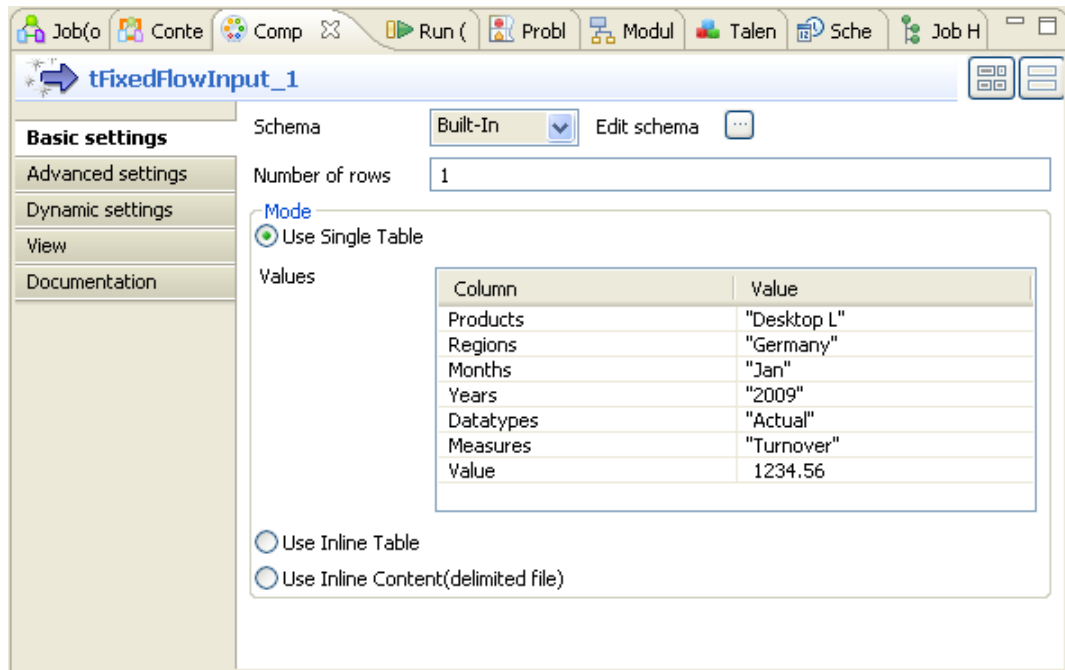 Job(o Conte Comp Run ( Probl Modul Talen Sche Job H
tFixedFlowInput_1
Basic settings
Advanced settings
Dynamic settings
View
Documentation
Schema Built-In Edit schema ...
Number of rows 1
Mode
Use Single Table
Values
Column Value
Products "Desktop L"
Regions "Germany"
Months "Jan"
Years "2009"
Datatypes "Actual"
Measures "Turnover"
Value 1234.56
Use Inline Table
Use Inline Content(delimited file)